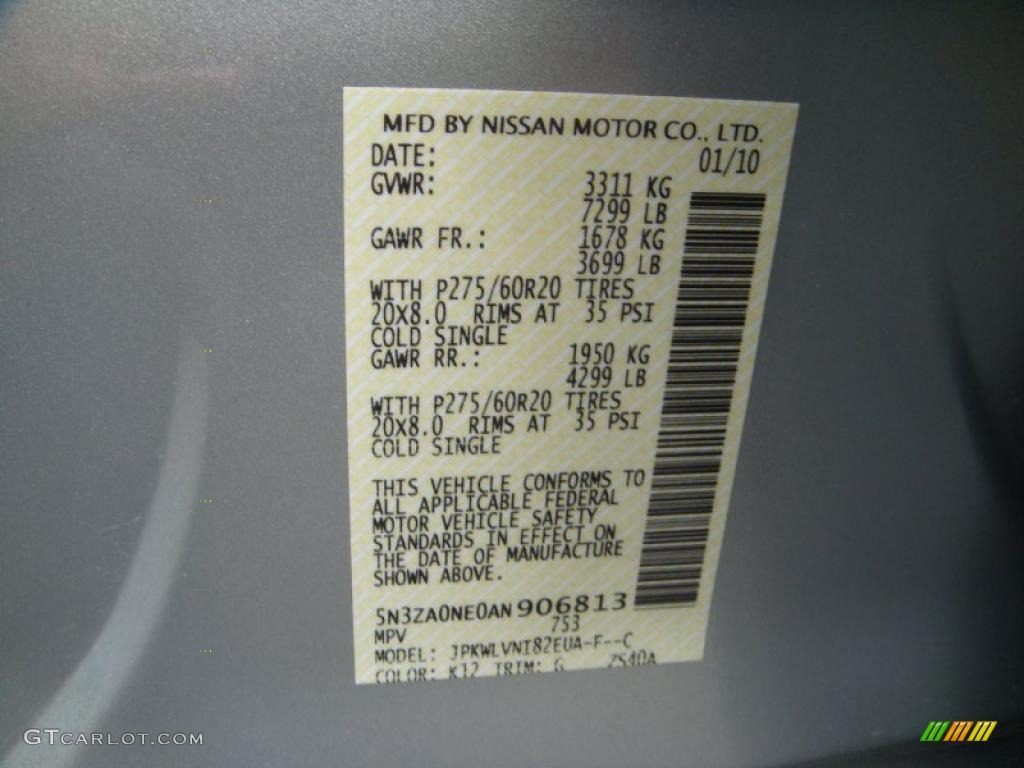 MFD BY NISSAN MOTOR CO., LTD.
DATE: 01/10
GVWR: 3311 KG
7299 LB
GAWR FR.: 1678 KG
3699 LB
WITH P275/60R20 TIRES
20X8.0 RIMS AT 35 PSI
COLD SINGLE
GAWR RR.: 1950 KG
4299 LB
WITH P275/60R20 TIRES
20X8.0 RIMS AT 35 PSI
COLD SINGLE
THIS VEHICLE CONFORMS TO
ALL APPLICABLE FEDERAL
MOTOR VEHICLE SAFETY
STANDARDS IN EFFECT ON
THE DATE OF MANUFACTURE
SHOWN ABOVE.
5N3ZA0NE0AN906813
MPV 753
MODEL: JPKWLVNI82EUA-F--C
COLOR: K12 TRIM: G ZS40A
GTCARLOT.COM